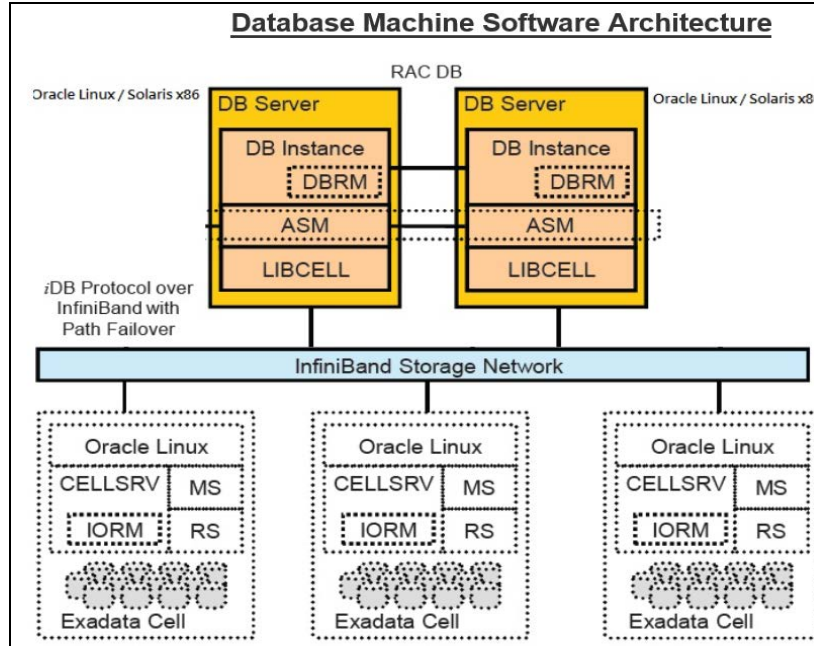 Database Machine Software Architecture
RAC DB
Oracle Linux / Solaris x86
DB Server
DB Server
Oracle Linux / Solaris x8
DB Instance
DBRM
DB Instance
DBRM
ASM
ASM
LIBCELL
LIBCELL
iDB Protocol over
InfiniBand with
Path Failover
InfiniBand Storage Network
Oracle Linux
CELLSRV
MS
IORM
RS
Exadata Cell
Oracle Linux
CELLSRV
MS
IORM
RS
Exadata Cell
Oracle Linux
CELLSRV
MS
IORM
RS
Exadata Cell